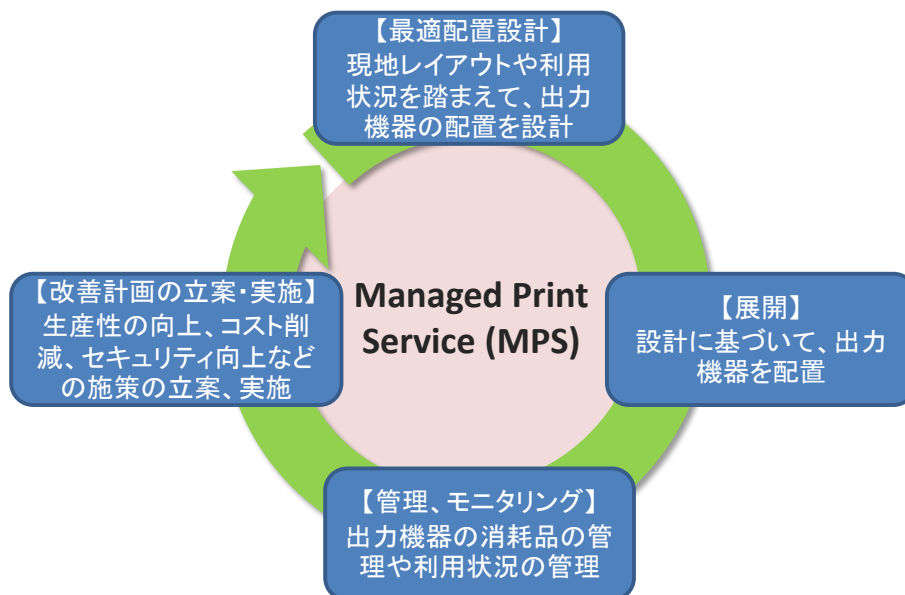 【最適配置設計】
現地レイアウトや利用
状況を踏まえて、出力
機器の配置を設計
【改善計画の立案・実施】
生産性の向上、コスト削
減、セキュリティ向上など
の施策の立案、実施
Managed Print
Service (MPS)
【展開】
設計に基づいて、出力
機器を配置
【管理、モニタリング】
出力機器の消耗品の管
理や利用状況の管理